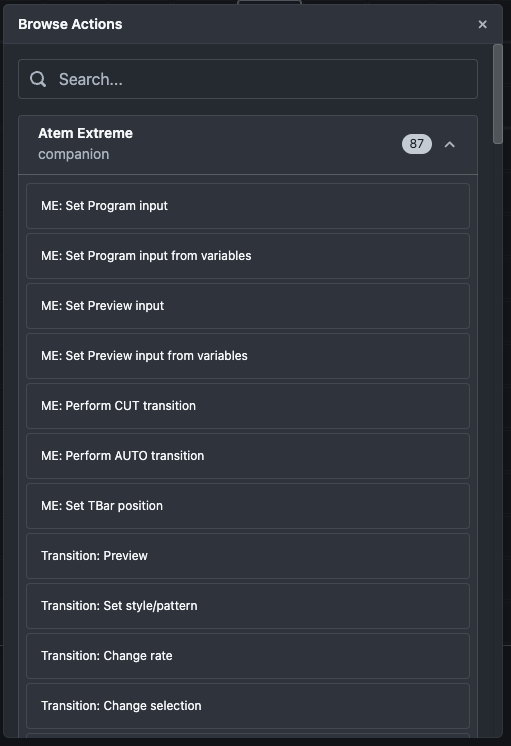 Browse Actions
×
Search...
Atem Extreme
87
companion
ME: Set Program input
ME: Set Program input from variables
ME: Set Preview input
ME: Set Preview input from variables
ME: Perform CUT transition
ME: Perform AUTO transition
ME: Set TBar position
Transition: Preview
Transition: Set style/pattern
Transition: Change rate
Transition: Change selection